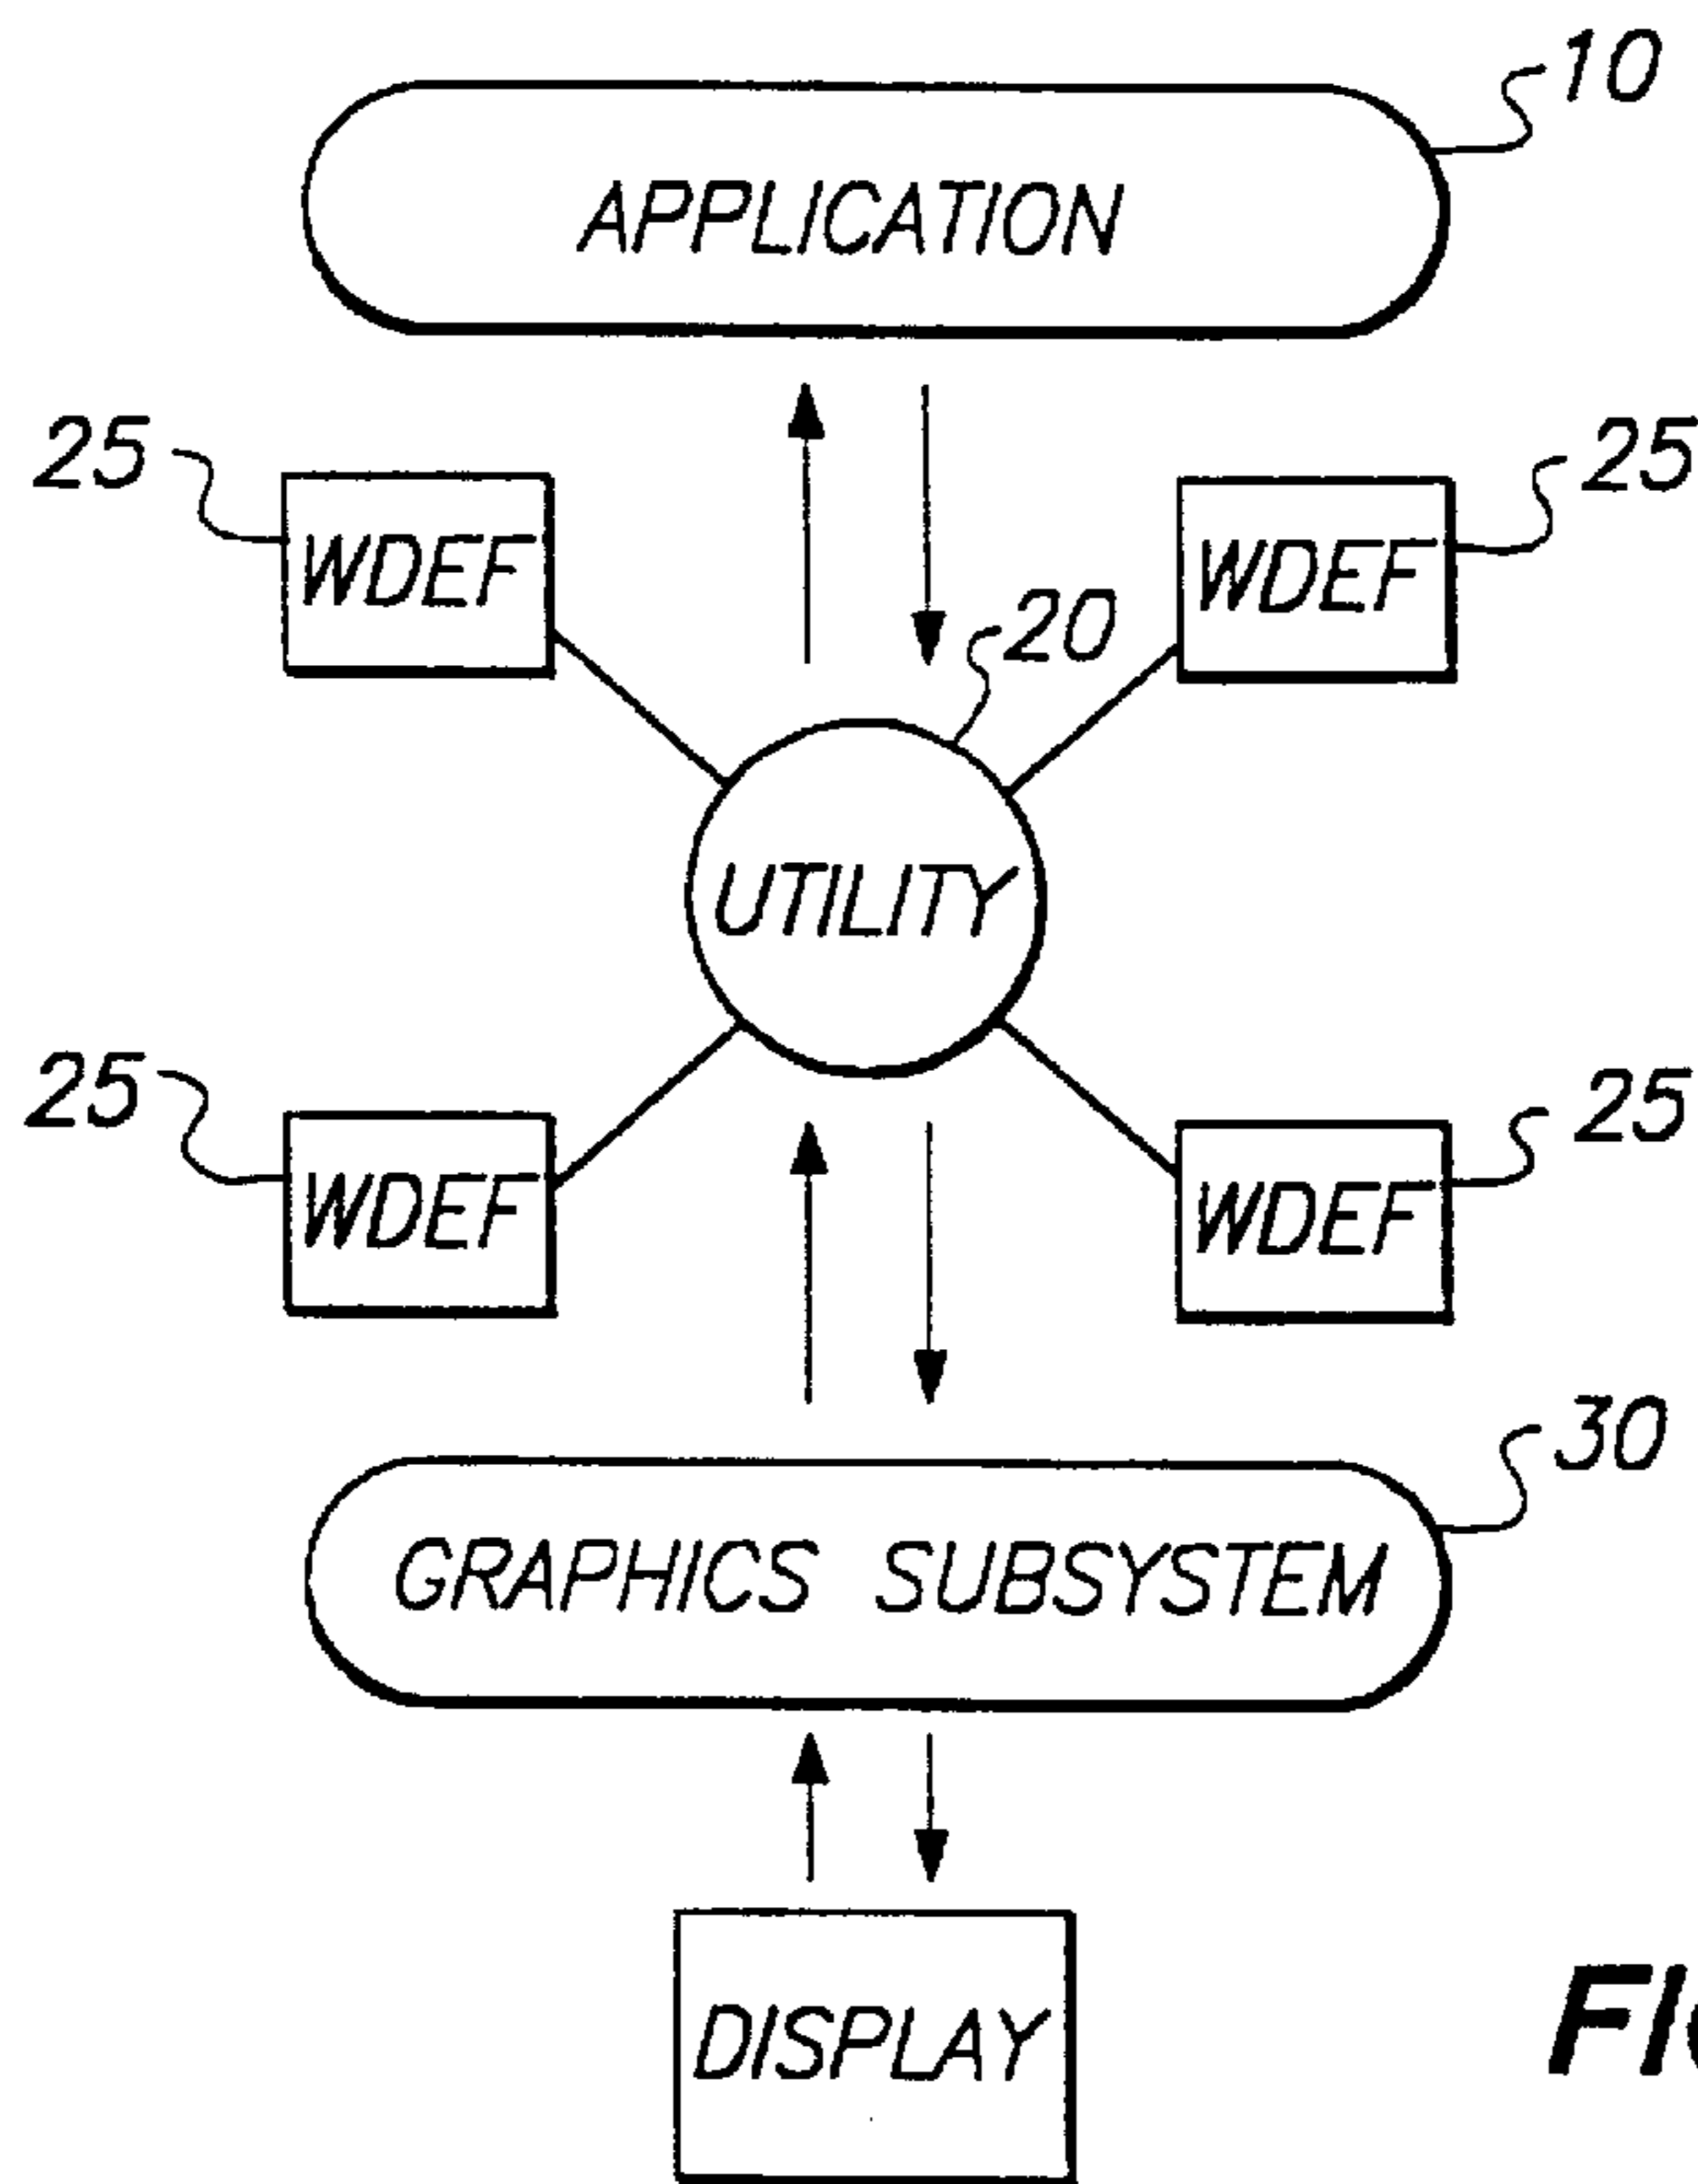 10
APPLICATION
25
25
WDEF
WDEF
20
UTILITY
25
25
WDEF
WDEF
30
GRAPHICS SUBSYSTEM
DISPLAY